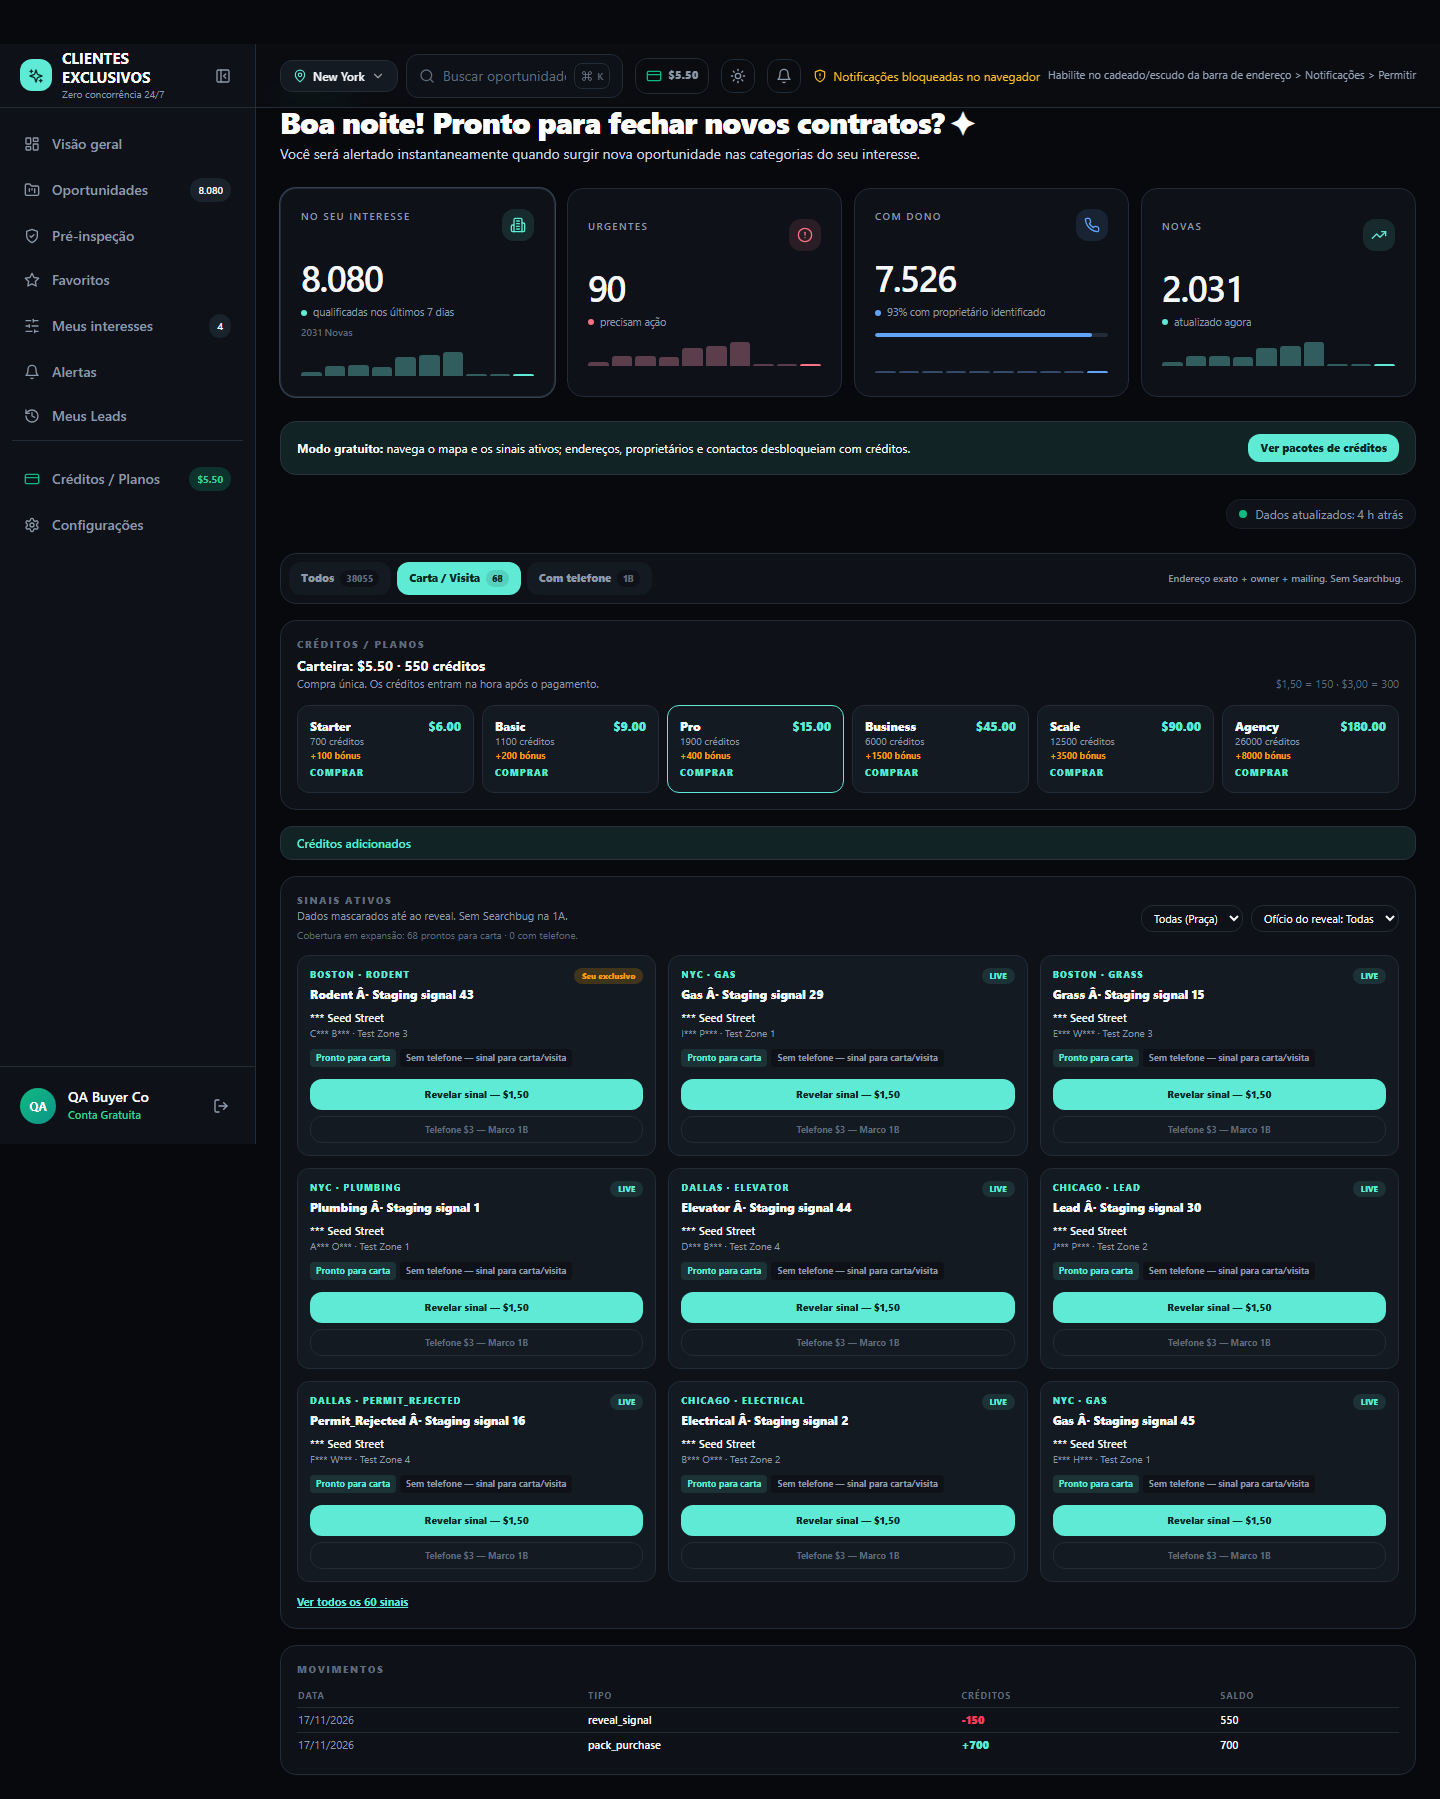 CLIENTES
EXCLUSIVOS
Zero concorrência 24/7
New York
Buscar oportunidad
⌘ K
$5.50
Notificações bloqueadas no navegador
Habilite no cadeado/escudo da barra de endereço > Notificações > Permitir
Visão geral
Oportunidades
8.080
Pré-inspeção
Favoritos
Meus interesses
4
Alertas
Meus Leads
Créditos / Planos
$5.50
Configurações
QA
QA Buyer Co
Conta Gratuita
Boa noite! Pronto para fechar novos contratos? ✦
Você será alertado instantaneamente quando surgir nova oportunidade nas categorias do seu interesse.
NO SEU INTERESSE
8.080
qualificadas nos últimos 7 dias
2031 Novas
URGENTES
90
precisam ação
COM DONO
7.526
93% com proprietário identificado
NOVAS
2.031
atualizado agora
Modo gratuito: navega o mapa e os sinais ativos; endereços, proprietários e contactos desbloqueiam com créditos.
Ver pacotes de créditos
Dados atualizados: 4 h atrás
Todos 38055
Carta / Visita 68
Com telefone 1B
Endereço exato + owner + mailing. Sem Searchbug.
CRÉDITOS / PLANOS
Carteira: $5.50 · 550 créditos
Compra única. Os créditos entram na hora após o pagamento.
$1,50 = 150 · $3,00 = 300
Starter $6.00
700 créditos
+100 bónus
COMPRAR
Basic $9.00
1100 créditos
+200 bónus
COMPRAR
Pro $15.00
1900 créditos
+400 bónus
COMPRAR
Business $45.00
6000 créditos
+1500 bónus
COMPRAR
Scale $90.00
12500 créditos
+3500 bónus
COMPRAR
Agency $180.00
26000 créditos
+8000 bónus
COMPRAR
Créditos adicionados
SINAIS ATIVOS
Dados mascarados até ao reveal. Sem Searchbug na 1A.
Cobertura em expansão: 68 prontos para carta · 0 com telefone.
Todas (Praça)
Ofício do reveal: Todas
BOSTON · RODENT
Seu exclusivo
Rodent Â· Staging signal 43
*** Seed Street
C*** B*** · Test Zone 3
Pronto para carta
Sem telefone — sinal para carta/visita
Revelar sinal — $1,50
Telefone $3 — Marco 1B
NYC · GAS
LIVE
Gas Â· Staging signal 29
*** Seed Street
I*** P*** · Test Zone 1
Pronto para carta
Sem telefone — sinal para carta/visita
Revelar sinal — $1,50
Telefone $3 — Marco 1B
BOSTON · GRASS
LIVE
Grass Â· Staging signal 15
*** Seed Street
E*** W*** · Test Zone 3
Pronto para carta
Sem telefone — sinal para carta/visita
Revelar sinal — $1,50
Telefone $3 — Marco 1B
NYC · PLUMBING
LIVE
Plumbing Â· Staging signal 1
*** Seed Street
A*** O*** · Test Zone 1
Pronto para carta
Sem telefone — sinal para carta/visita
Revelar sinal — $1,50
Telefone $3 — Marco 1B
DALLAS · ELEVATOR
LIVE
Elevator Â· Staging signal 44
*** Seed Street
D*** B*** · Test Zone 4
Pronto para carta
Sem telefone — sinal para carta/visita
Revelar sinal — $1,50
Telefone $3 — Marco 1B
CHICAGO · LEAD
LIVE
Lead Â· Staging signal 30
*** Seed Street
J*** P*** · Test Zone 2
Pronto para carta
Sem telefone — sinal para carta/visita
Revelar sinal — $1,50
Telefone $3 — Marco 1B
DALLAS · PERMIT_REJECTED
LIVE
Permit_Rejected Â· Staging signal 16
*** Seed Street
F*** W*** · Test Zone 4
Pronto para carta
Sem telefone — sinal para carta/visita
Revelar sinal — $1,50
Telefone $3 — Marco 1B
CHICAGO · ELECTRICAL
LIVE
Electrical Â· Staging signal 2
*** Seed Street
B*** O*** · Test Zone 2
Pronto para carta
Sem telefone — sinal para carta/visita
Revelar sinal — $1,50
Telefone $3 — Marco 1B
NYC · GAS
LIVE
Gas Â· Staging signal 45
*** Seed Street
E*** H*** · Test Zone 1
Pronto para carta
Sem telefone — sinal para carta/visita
Revelar sinal — $1,50
Telefone $3 — Marco 1B
Ver todos os 60 sinais
MOVIMENTOS
DATA TIPO CRÉDITOS SALDO
17/11/2026 reveal_signal -150 550
17/11/2026 pack_purchase +700 700